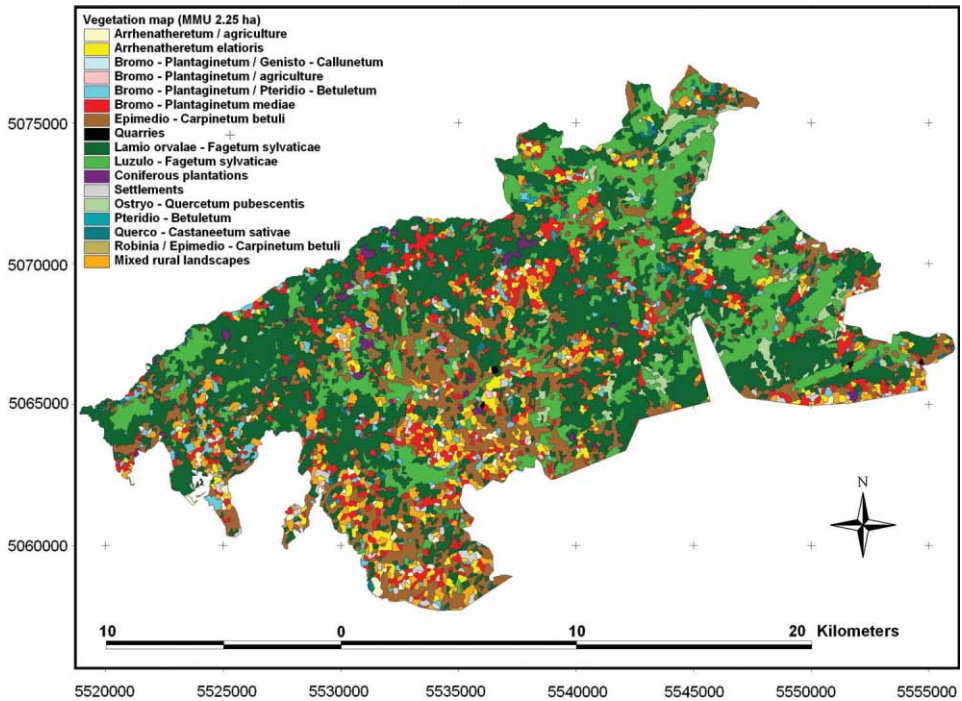 Vegetation map (MMU 2.25 ha)
Arrhenatheretum / agriculture
Arrhenatheretum elatioris
Bromo - Plantaginetum / Genisto - Callunetum
Bromo - Plantaginetum / agriculture
Bromo - Plantaginetum / Pteridio - Betuletum
Bromo - Plantaginetum mediae
Epimedio - Carpinetum betuli
Quarries
Lamio orvalae - Fagetum sylvaticae
Luzulo - Fagetum sylvaticae
Coniferous plantations
Settlements
Ostryo - Quercetum pubescentis
Pteridio - Betuletum
Querco - Castaneetum sativae
Robinia / Epimedio - Carpinetum betuli
Mixed rural landscapes
5075000
5070000
5065000
5060000
N
10 0 10 20 Kilometers
5520000 5525000 5530000 5535000 5540000 5545000 5550000 5555000